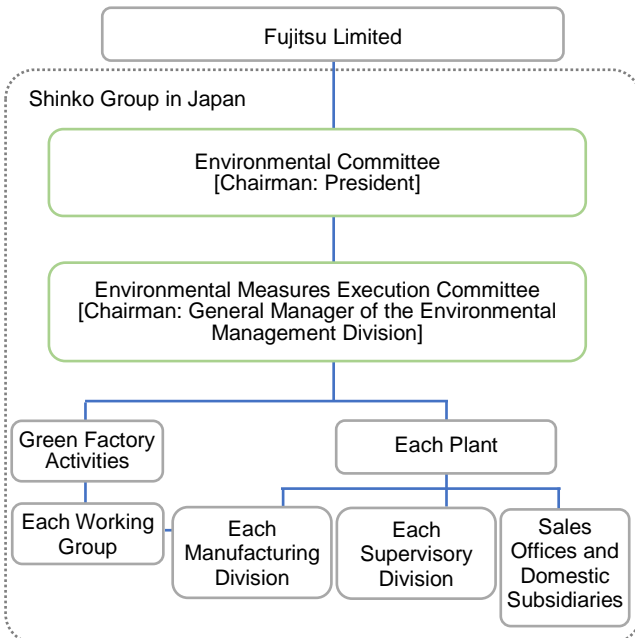 Fujitsu Limited
Shinko Group in Japan
Environmental Committee
[Chairman: President]
Environmental Measures Execution Committee
[Chairman: General Manager of the Environmental
Management Division]
Green Factory
Activities
Each Plant
Each Working
Group
Each
Manufacturing
Division
Each
Supervisory
Division
Sales
Offices and
Domestic
Subsidiaries